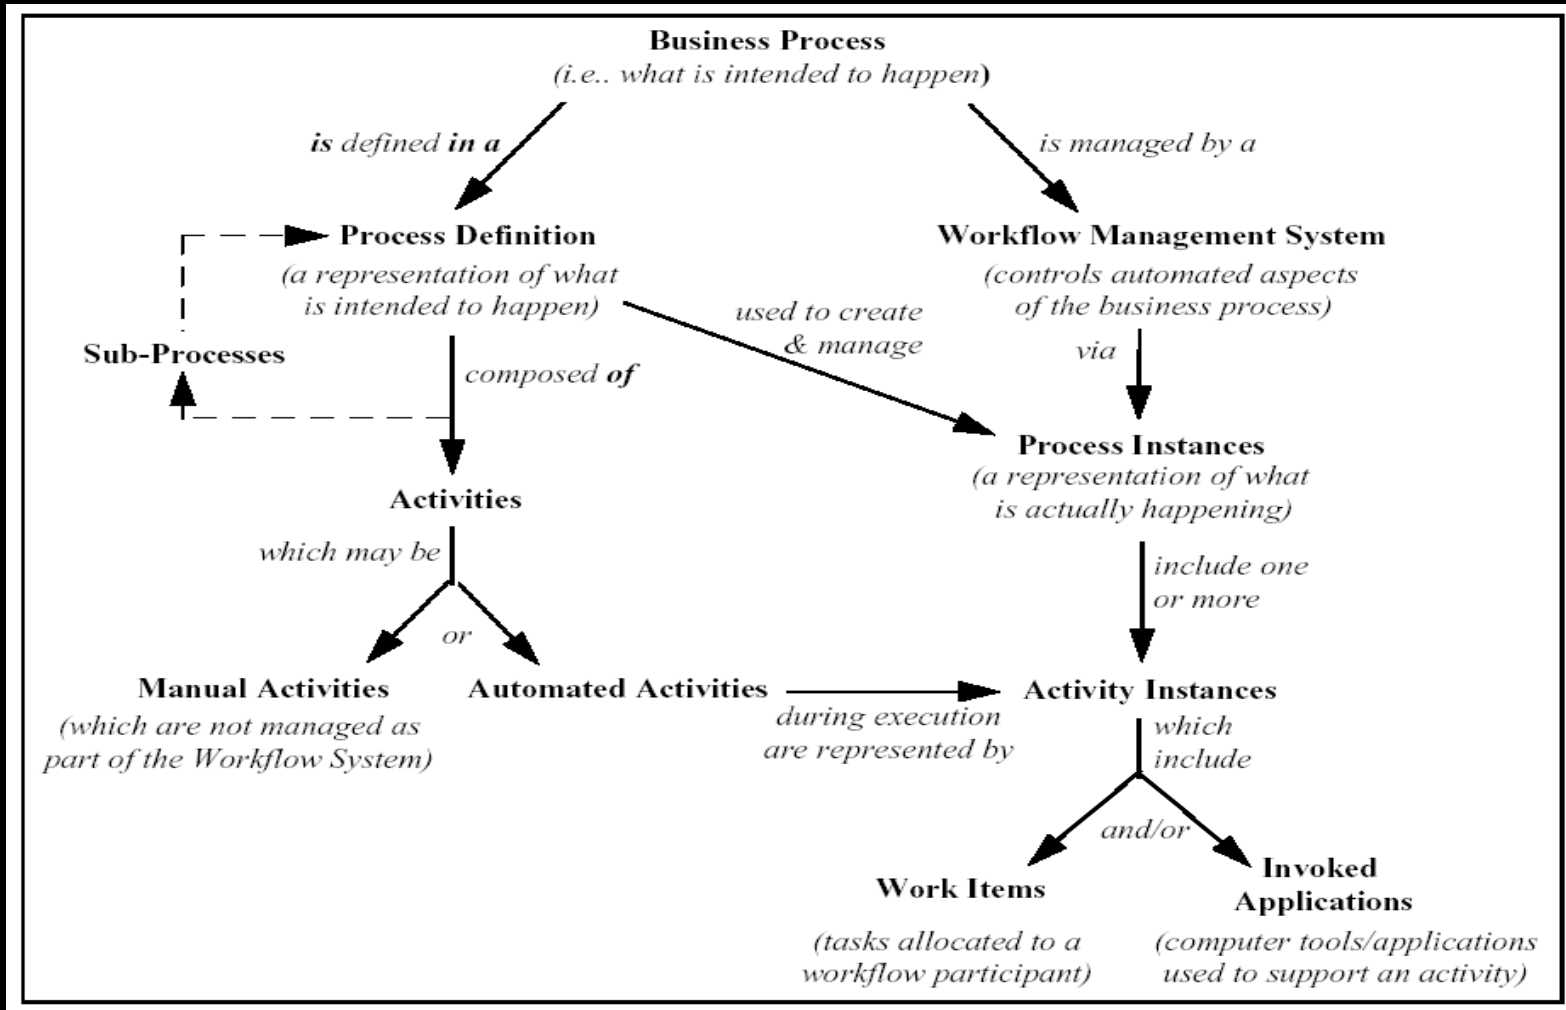 Business Process
(i.e.. what is intended to happen)
is defined in a
is managed by a
Process Definition
(a representation of what
is intended to happen)
Workflow Management System
(controls automated aspects
of the business process)
used to create
& manage
via
Sub-Processes
composed of
Process Instances
(a representation of what
is actually happening)
Activities
which may be
or
include one
or more
Manual Activities
(which are not managed as
part of the Workflow System)
Automated Activities
during execution
are represented by
Activity Instances
which
include
and/or
Work Items
(tasks allocated to a
workflow participant)
Invoked
Applications
(computer tools/applications
used to support an activity)